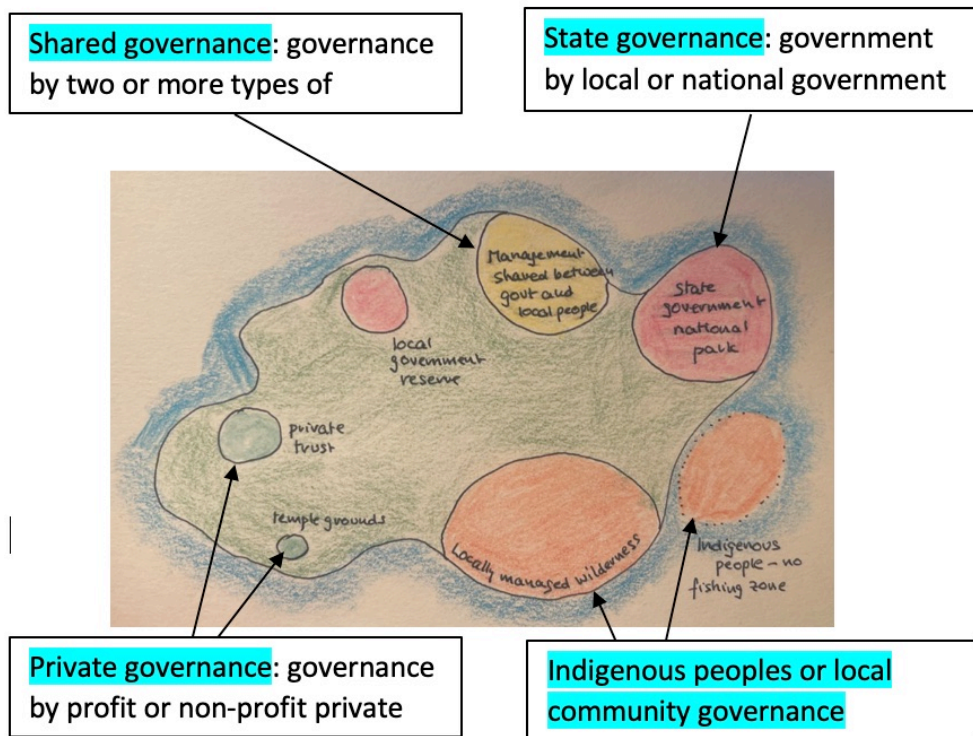 Shared governance: governance
by two or more types of
State governance: government
by local or national government
Management
shared between
govt and
local people
State
government
national
park
local
government
reserve
private
trust
temple grounds
Locally managed wilderness
Indigenous
people – no
fishing zone
Private governance: governance
by profit or non-profit private
Indigenous peoples or local
community governance